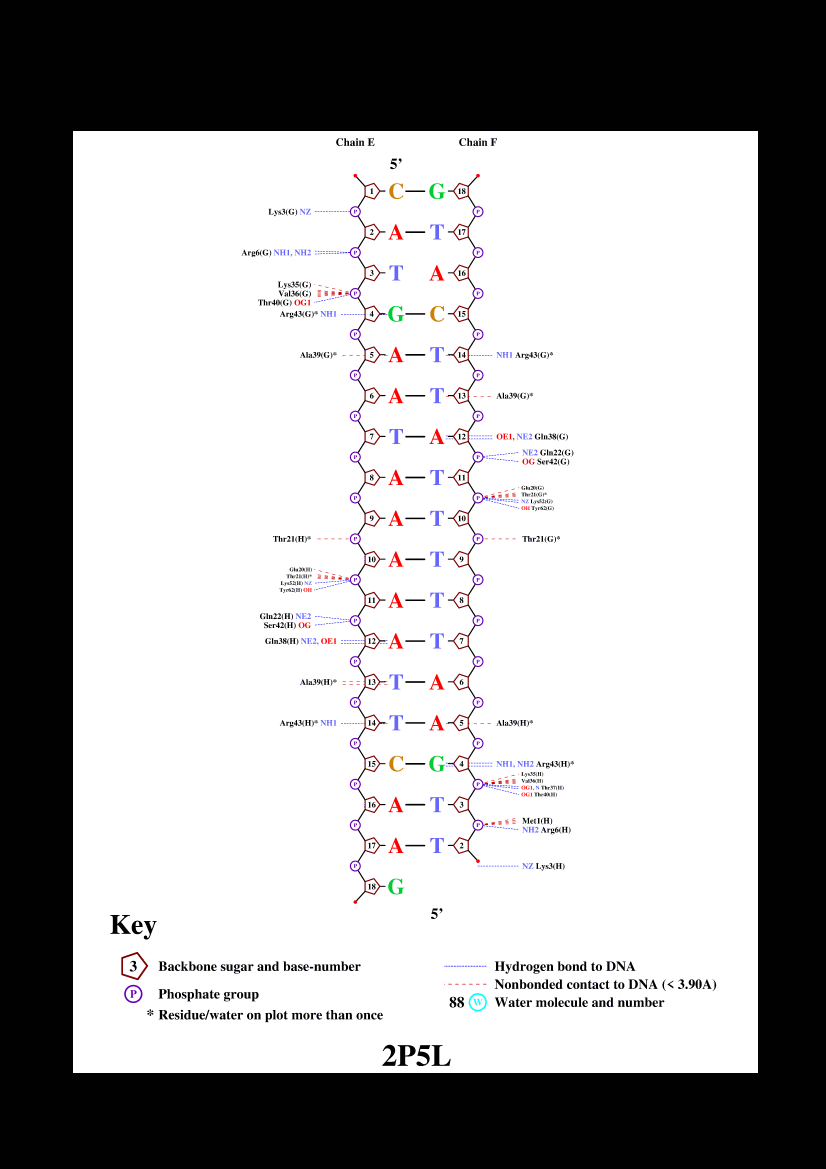 Chain E Chain F
5’
1 C G 18
P P
Lys3(G) NZ
2 A T 17
Arg6(G) NH1, NH2 P P
3 T A 16
Lys35(G)
Val36(G) P P
Thr40(G) OG1
Arg43(G)* NH1 4 G C 15
P P
Ala39(G)* 5 A T 14 NH1 Arg43(G)*
P P
6 A T 13 Ala39(G)*
P P
7 T A 12 OE1, NE2 Gln38(G)
P P NE2 Gln22(G)
OG Ser42(G)
8 A T 11
Glu20(G)
P P Thr21(G)*
NZ Lys52(G)
OH Tyr62(G)
9 A T 10
Thr21(H)* P P Thr21(G)*
10 A T 9
Glu20(H)
Thr21(H)* P P
Lys52(H) NZ
Tyr62(H) OH
11 A T 8
Gln22(H) NE2 P P
Ser42(H) OG
Gln38(H) NE2, OE1 12 A T 7
P P
Ala39(H)* 13 T A 6
P P
Arg43(H)* NH1 14 T A 5 Ala39(H)*
P P
15 C G 4 NH1, NH2 Arg43(H)*
Lys35(H)
P P Val36(H)
OG1, N Thr37(H)
OG1 Thr40(H)
16 A T 3
P P Met1(H)
NH2 Arg6(H)
17 A T 2
P NZ Lys3(H)
18 G
5’
Key
3 Backbone sugar and base-number
P Phosphate group
* Residue/water on plot more than once
Hydrogen bond to DNA
Nonbonded contact to DNA (< 3.90A)
88 W Water molecule and number
2P5L